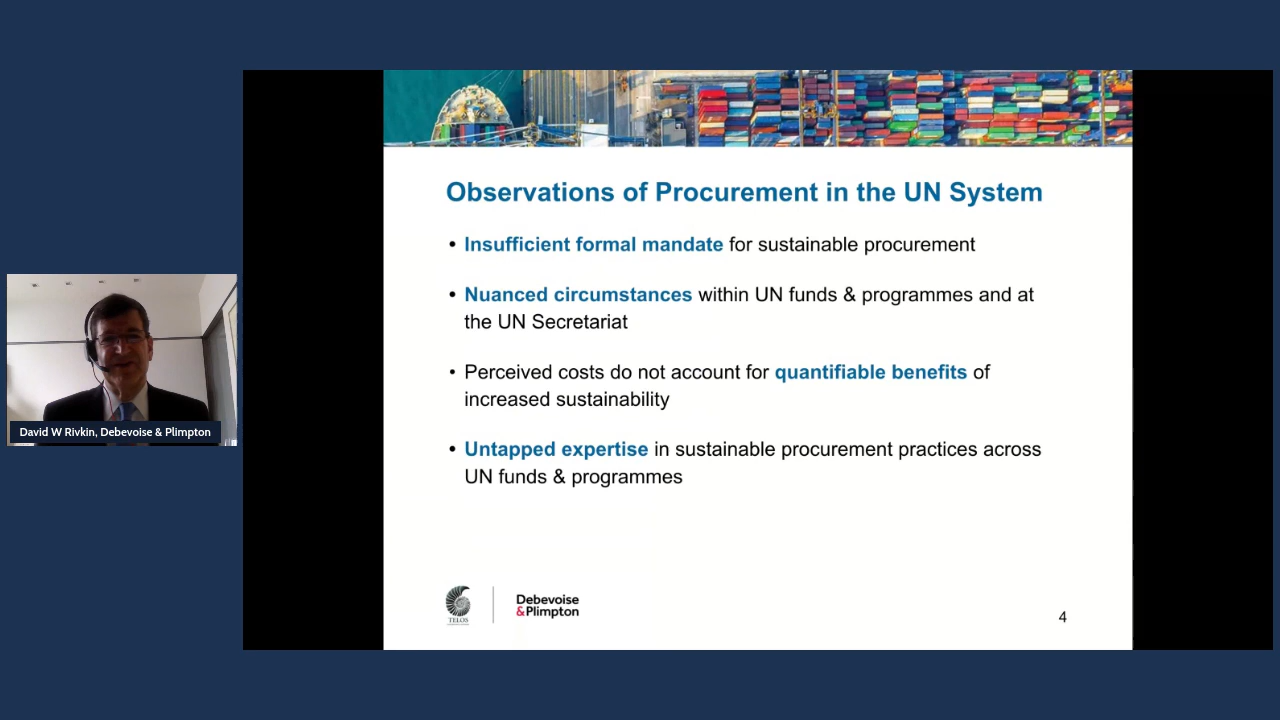 Observations of Procurement in the UN System
• Insufficient formal mandate for sustainable procurement
• Nuanced circumstances within UN funds & programmes and at
the UN Secretariat
• Perceived costs do not account for quantifiable benefits of
increased sustainability
• Untapped expertise in sustainable procurement practices across
UN funds & programmes
David W Rivkin, Debevoise & Plimpton
TELOS
Debevoise
&Plimpton
4